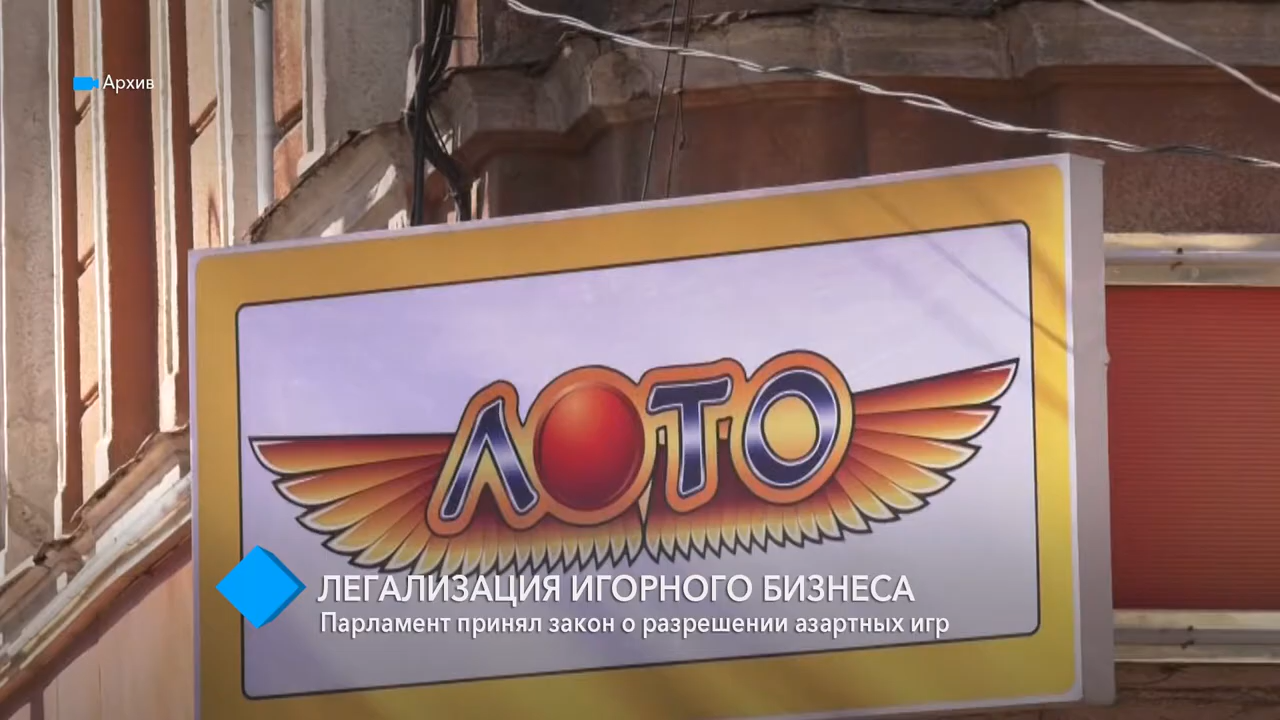 Архив
ЛОТО
ЛЕГАЛИЗАЦИЯ ИГОРНОГО БИЗНЕСА
Парламент принял закон о разрешении азартных игр